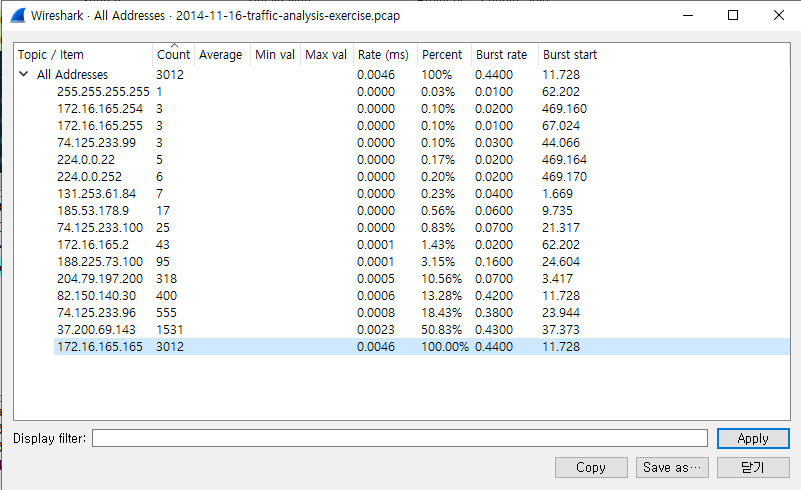 Wireshark · All Addresses · 2014-11-16-traffic-analysis-exercise.pcap
Topic / Item Count Average Min val Max val Rate (ms) Percent Burst rate Burst start
All Addresses 3012 0.0046 100% 0.4400 11.728
255.255.255.255 1 0.0000 0.03% 0.0100 62.202
172.16.165.254 3 0.0000 0.10% 0.0200 469.160
172.16.165.255 3 0.0000 0.10% 0.0100 67.024
74.125.233.99 3 0.0000 0.10% 0.0300 44.066
224.0.0.22 5 0.0000 0.17% 0.0200 469.164
224.0.0.252 6 0.0000 0.20% 0.0200 469.170
131.253.61.84 7 0.0000 0.23% 0.0400 1.669
185.53.178.9 17 0.0000 0.56% 0.0600 9.735
74.125.233.100 25 0.0000 0.83% 0.0700 21.317
172.16.165.2 43 0.0001 1.43% 0.0200 62.202
188.225.73.100 95 0.0001 3.15% 0.1600 24.604
204.79.197.200 318 0.0005 10.56% 0.0700 3.417
82.150.140.30 400 0.0006 13.28% 0.4200 11.728
74.125.233.96 555 0.0008 18.43% 0.3800 23.944
37.200.69.143 1531 0.0023 50.83% 0.4300 37.373
172.16.165.165 3012 0.0046 100.00% 0.4400 11.728
Display filter: Apply
Copy Save as… 닫기